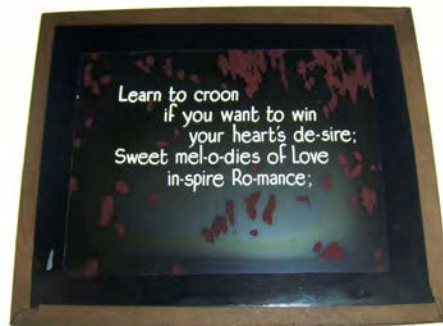 Learn to croon
if you want to win
your heart's de-sire;
Sweet mel-o-dies of Love
in-spire Ro-mance;